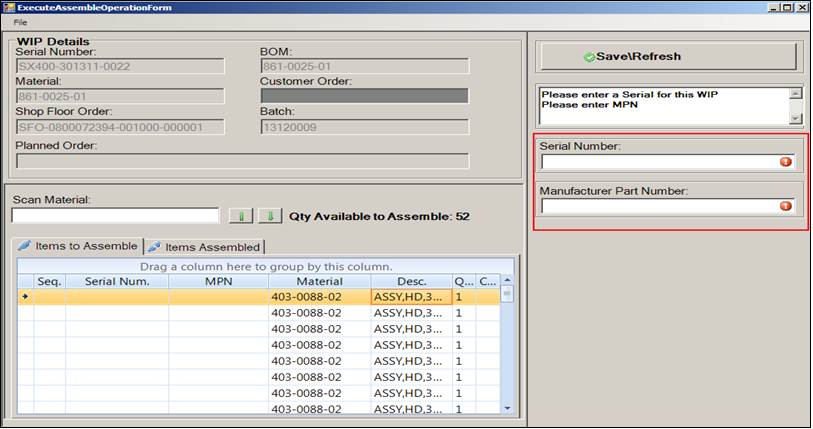 ExecuteAssembleOperationForm
File
WIP Details
Serial Number:
BOM:
SX400-301311-0022
861-0025-01
Material:
Customer Order:
861-0025-01
Shop Floor Order:
Batch:
SFO-0800072394-001000-000001
13120009
Planned Order:
Scan Material:
Qty Available to Assemble: 52
Items to Assemble
Items Assembled
Drag a column here to group by this column.
Seq. Serial Num. MPN Material Desc. Q... C...
403-0088-02 ASSY,HD,3... 1
403-0088-02 ASSY,HD,3... 1
403-0088-02 ASSY,HD,3... 1
403-0088-02 ASSY,HD,3... 1
403-0088-02 ASSY,HD,3... 1
403-0088-02 ASSY,HD,3... 1
403-0088-02 ASSY,HD,3... 1
403-0088-02 ASSY,HD,3... 1
Save\Refresh
Please enter a Serial for this WIP
Please enter MPN
Serial Number:
Manufacturer Part Number: